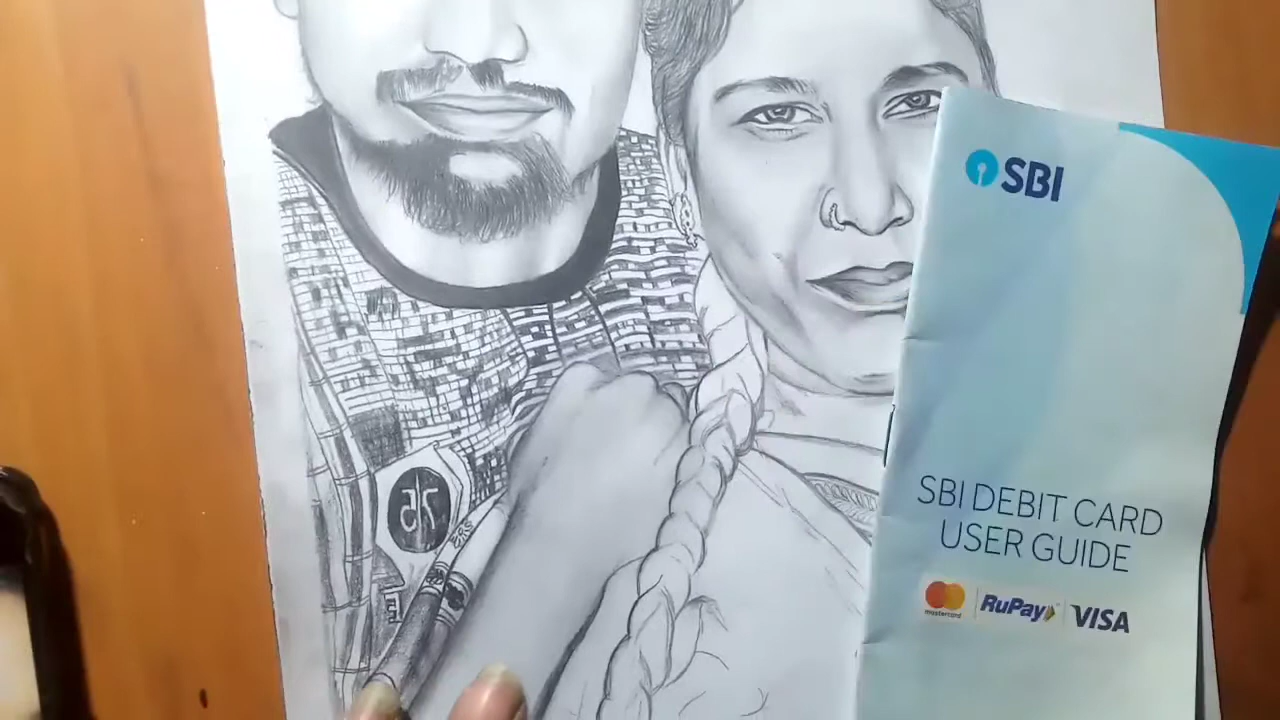 SBI
SBI DEBIT CARD
USER GUIDE
mastercard
RuPay
VISA